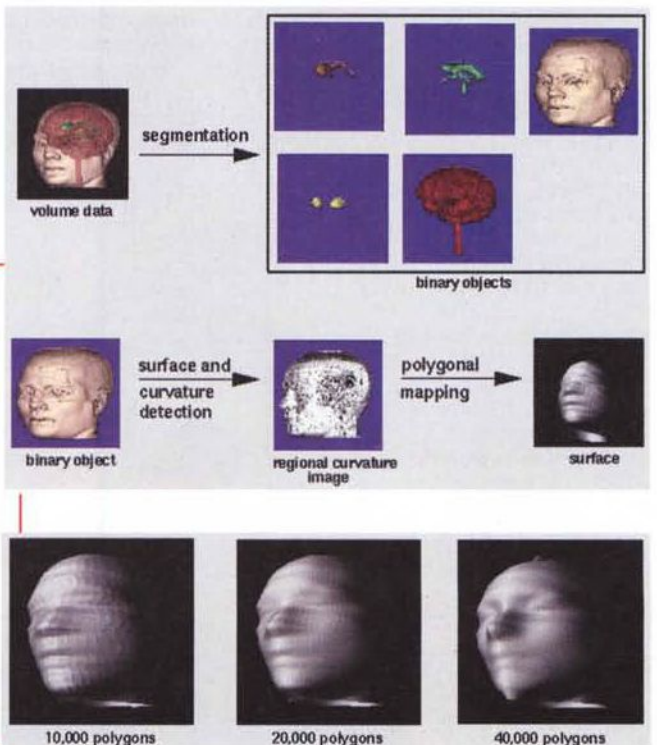 segmentation
volume data
binary objects
surface and
curvature
detection
polygonal
mapping
binary object
regional curvature
image
surface
10,000 polygons
20,000 polygons
40,000 polygons